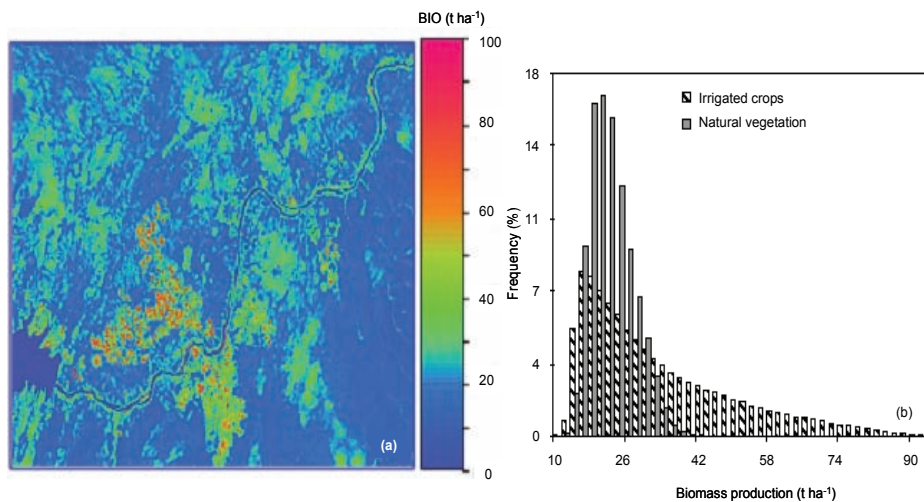 BIO (t ha⁻¹)
100
80
60
40
20
0
(a)
18
14
11
7
4
0
Frequency (%)
Irrigated crops
Natural vegetation
(b)
10 26 42 58 74 90
Biomass production (t ha⁻¹)